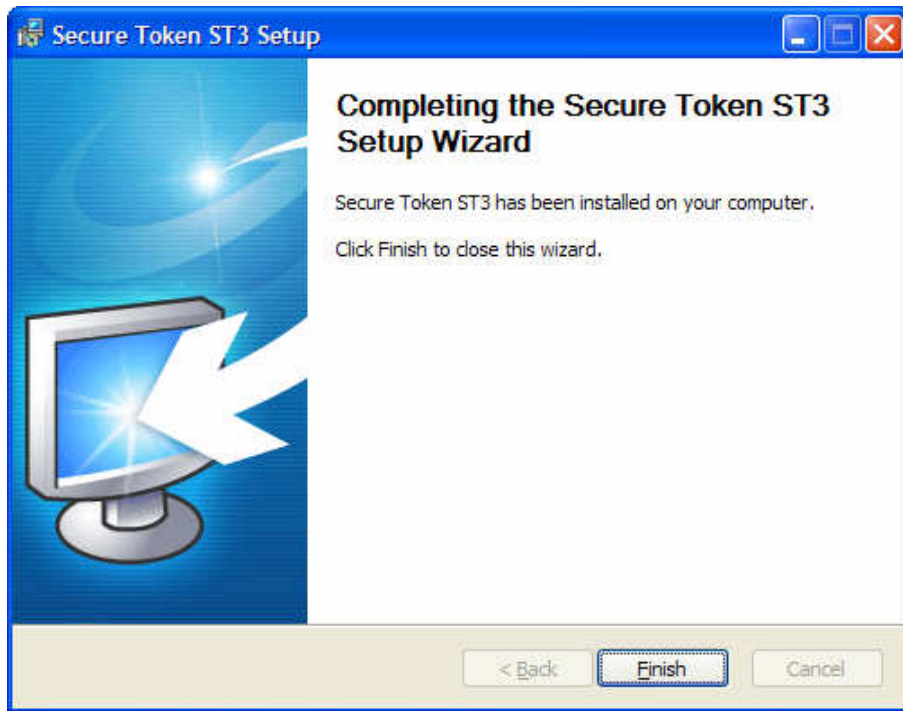 Secure Token ST3 Setup
Completing the Secure Token ST3
Setup Wizard
Secure Token ST3 has been installed on your computer.
Click Finish to close this wizard.
< Back
Finish
Cancel